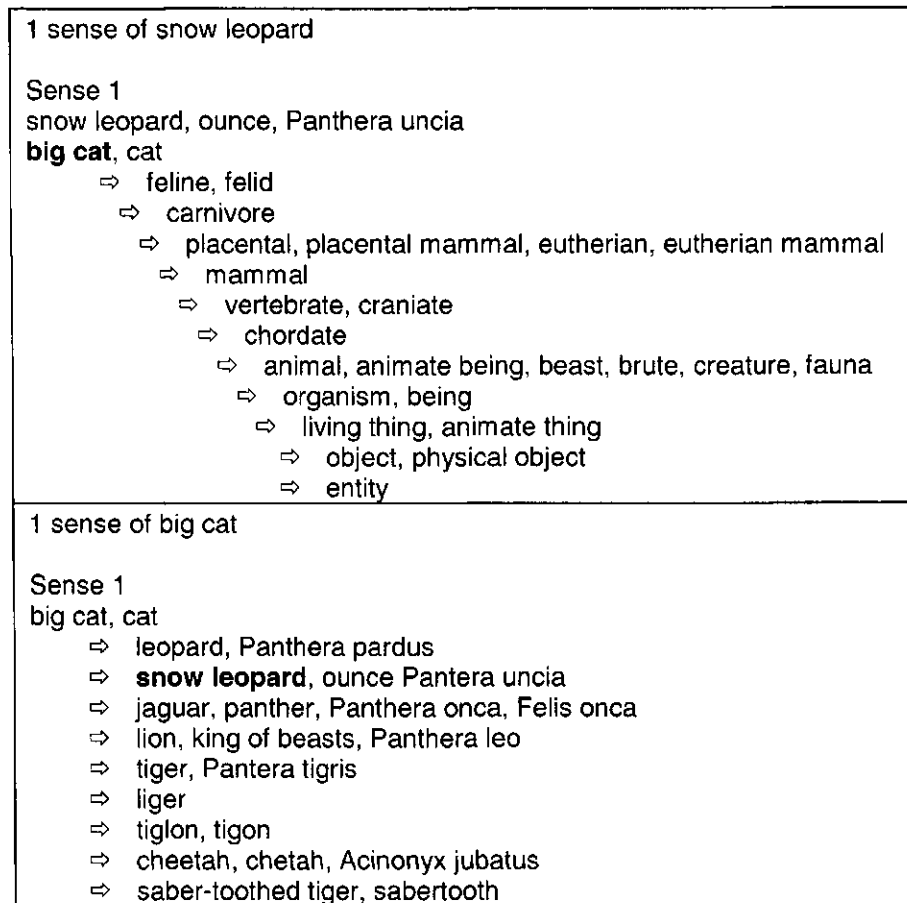 1 sense of snow leopard
Sense 1
snow leopard, ounce, Panthera uncia
big cat, cat
⇨ feline, felid
⇨ carnivore
⇨ placental, placental mammal, eutherian, eutherian mammal
⇨ mammal
⇨ vertebrate, craniate
⇨ chordate
⇨ animal, animate being, beast, brute, creature, fauna
⇨ organism, being
⇨ living thing, animate thing
⇨ object, physical object
⇨ entity
1 sense of big cat
Sense 1
big cat, cat
⇨ leopard, Panthera pardus
⇨ snow leopard, ounce Pantera uncia
⇨ jaguar, panther, Panthera onca, Felis onca
⇨ lion, king of beasts, Panthera leo
⇨ tiger, Pantera tigris
⇨ liger
⇨ tiglon, tigon
⇨ cheetah, chetah, Acinonyx jubatus
⇨ saber-toothed tiger, sabertooth